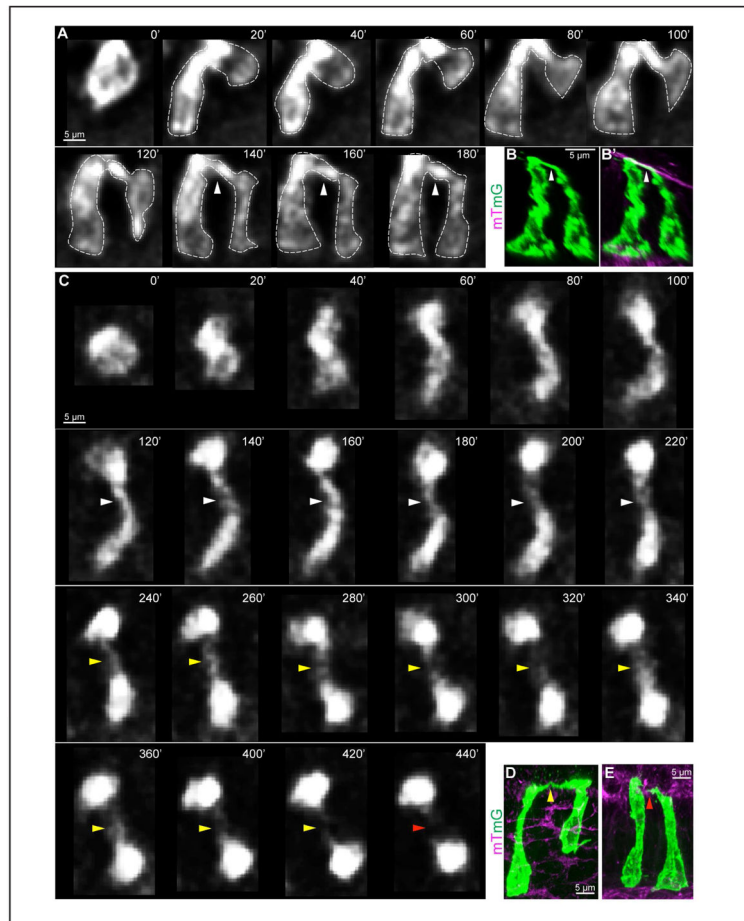 A 0' 20' 40' 60' 80' 100'
5 µm
120' 140' 160' 180' B 5 µm B'
mTmG
C 0' 20' 40' 60' 80' 100'
5 µm
120' 140' 160' 180' 200' 220'
240' 260' 280' 300' 320' 340'
360' 400' 420' 440' D E 5 µm
mTmG
5 µm